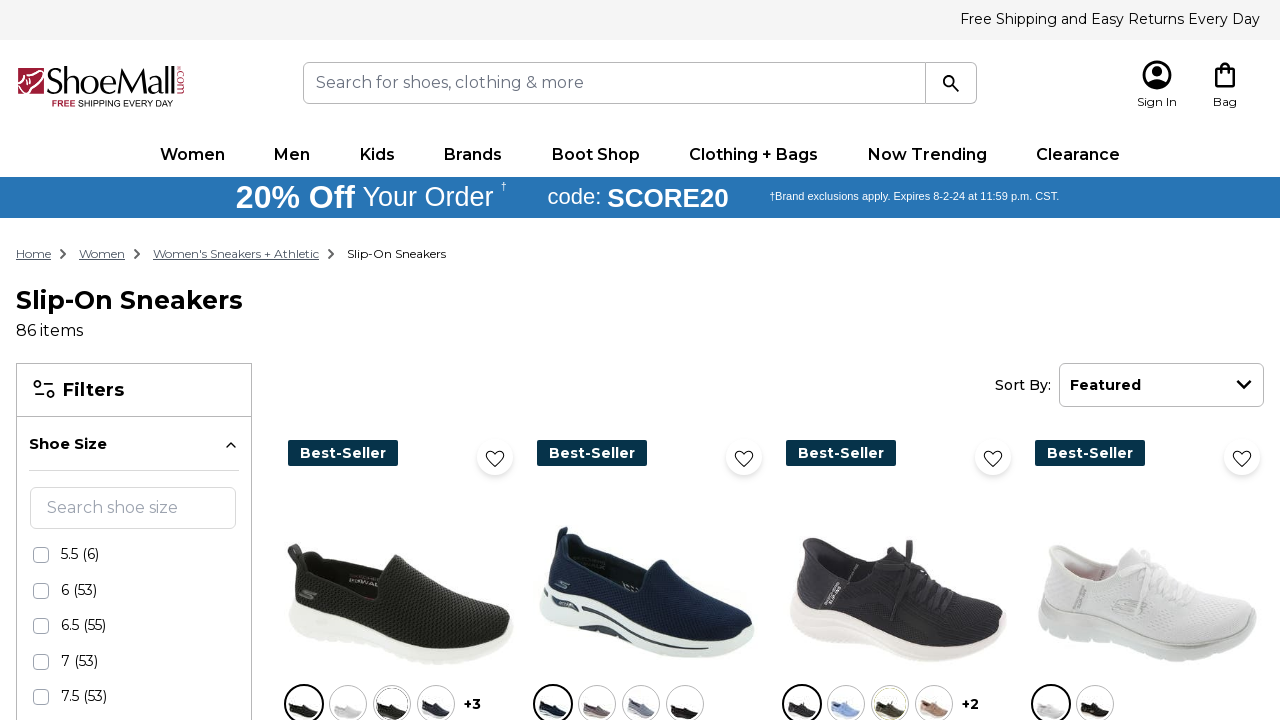 Free Shipping and Easy Returns Every Day
ShoeMall.com
FREE SHIPPING EVERY DAY
Search for shoes, clothing & more
Sign In
Bag
Women
Men
Kids
Brands
Boot Shop
Clothing + Bags
Now Trending
Clearance
20% Off Your Order † code: SCORE20 †Brand exclusions apply. Expires 8-2-24 at 11:59 p.m. CST.
Home
Women
Women's Sneakers + Athletic
Slip-On Sneakers
Slip-On Sneakers
86 items
Filters
Sort By:
Featured
Shoe Size
Search shoe size
5.5 (6)
6 (53)
6.5 (55)
7 (53)
7.5 (53)
Best-Seller
Best-Seller
Best-Seller
Best-Seller
+3
+2